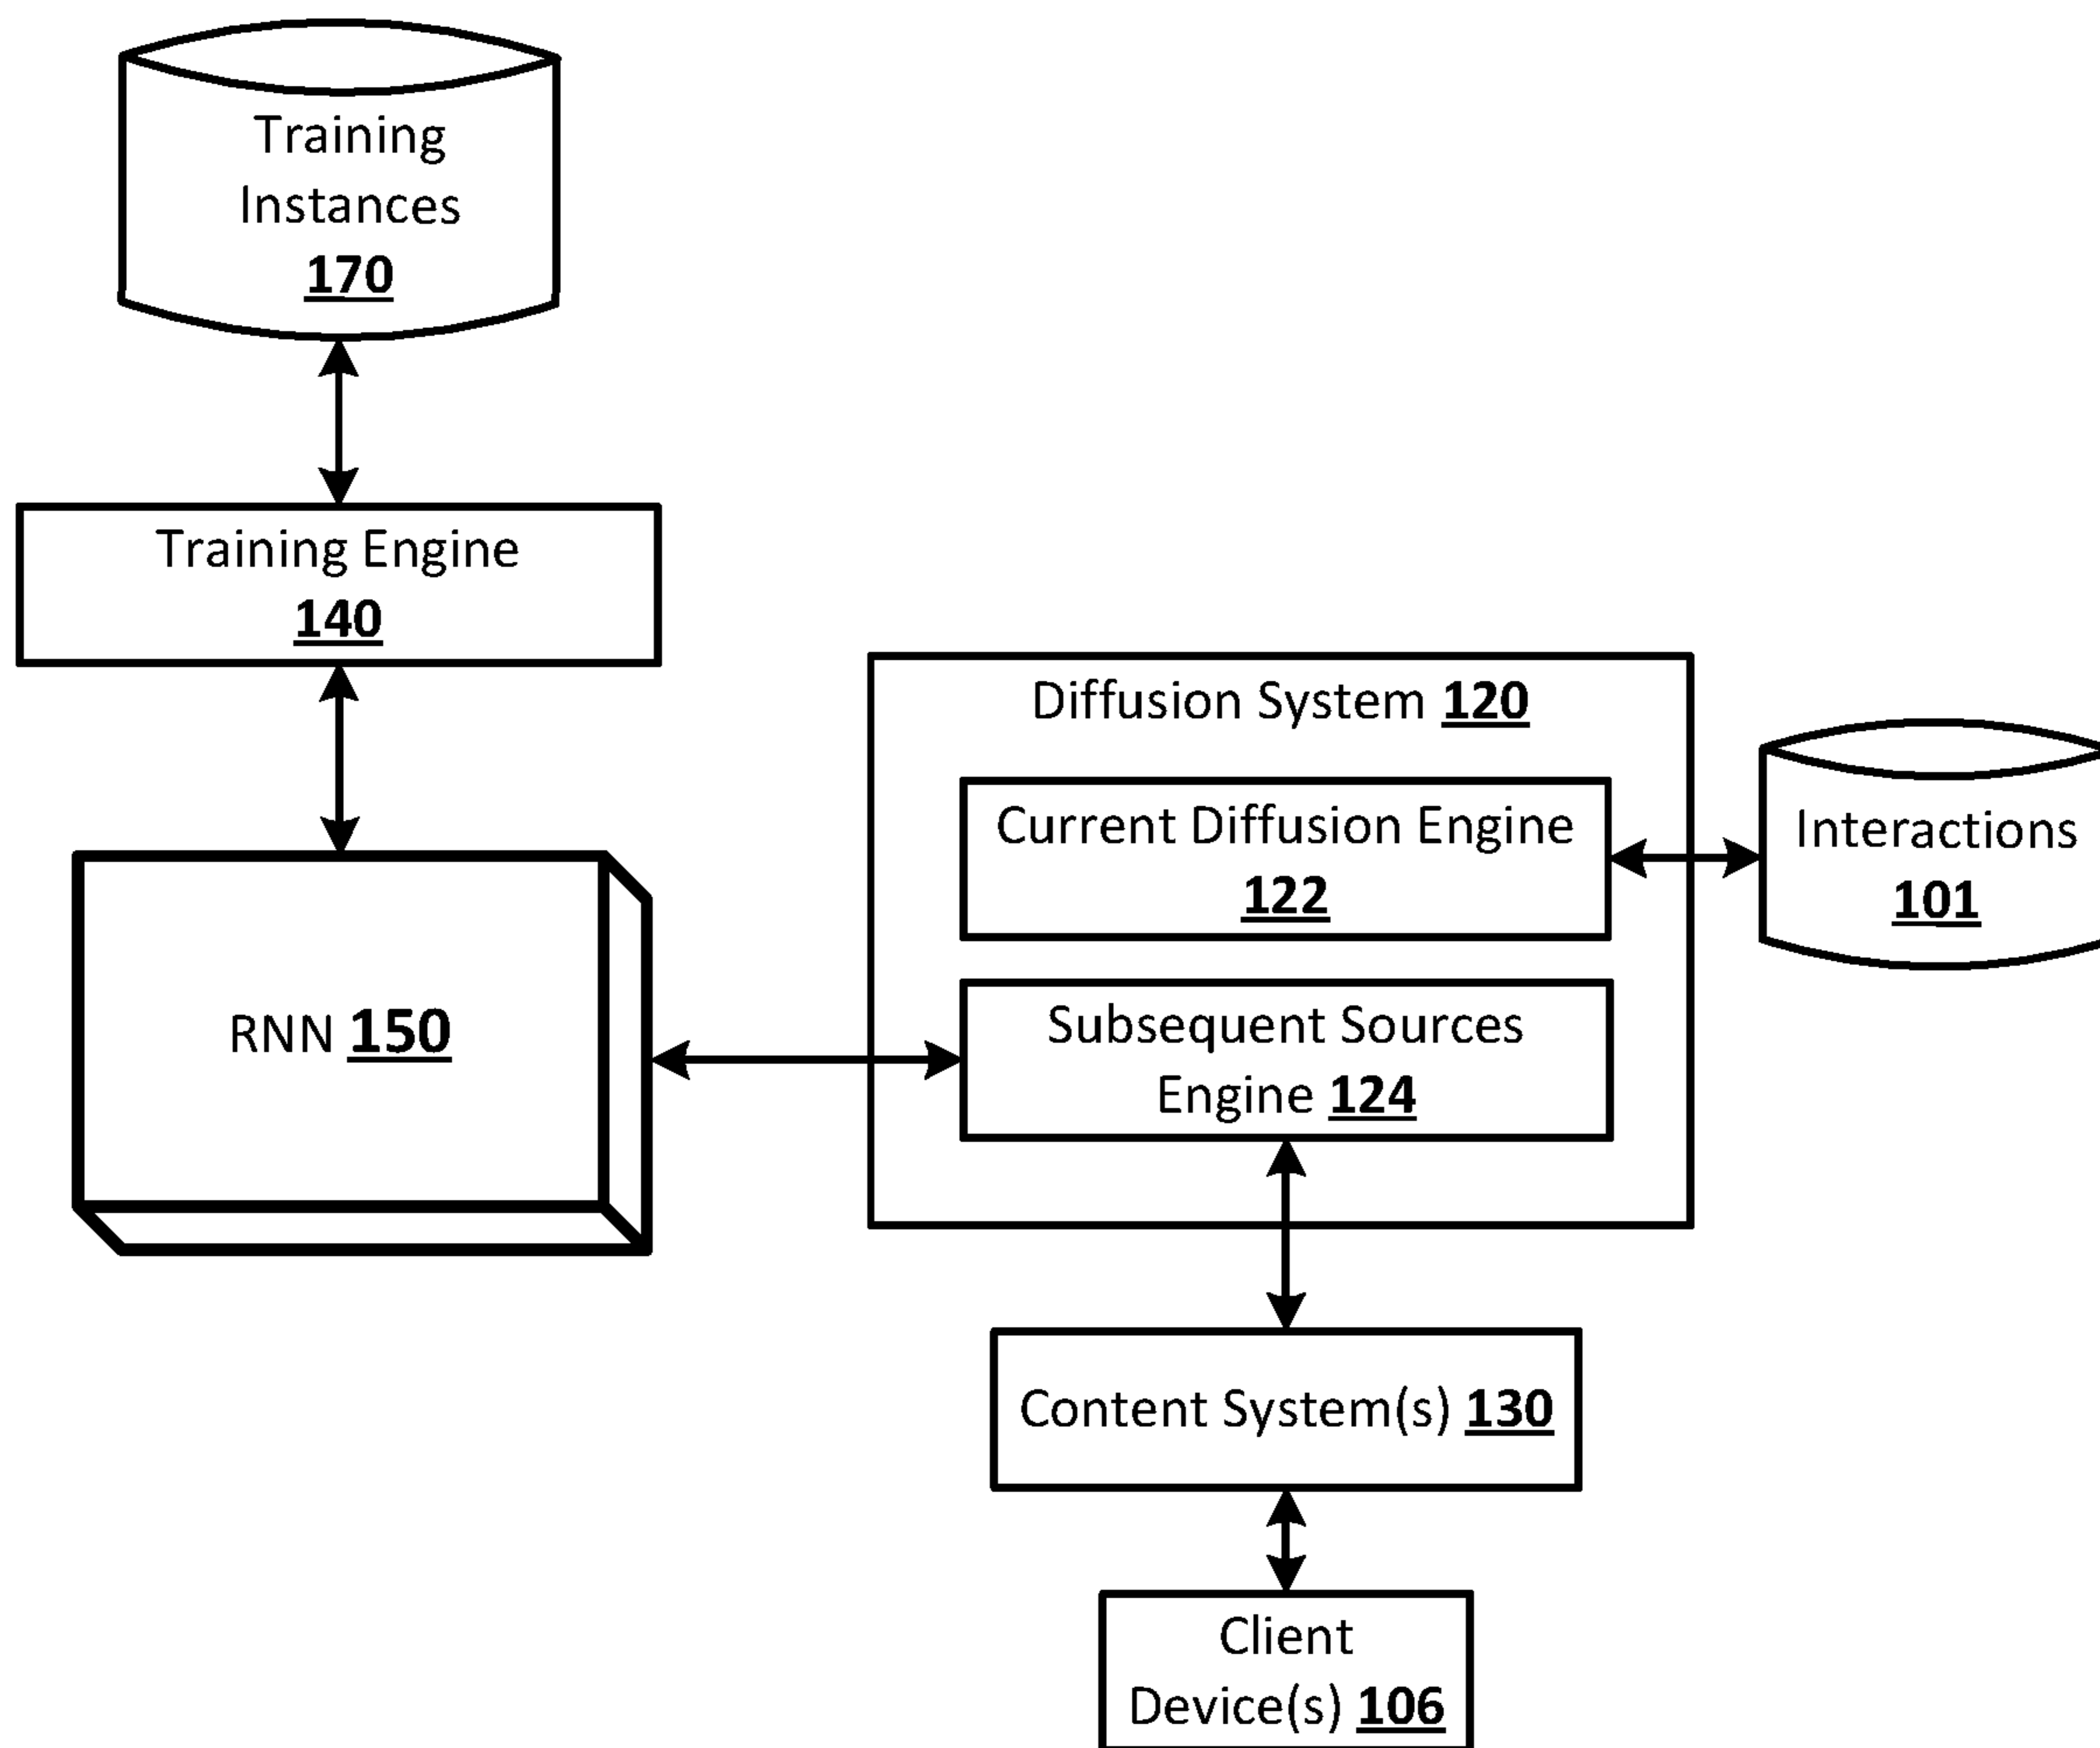 Training
Instances
170
Training Engine
140
Diffusion System 120
Current Diffusion Engine
122
Interactions
101
RNN 150
Subsequent Sources
Engine 124
Content System(s) 130
Client
Device(s) 106